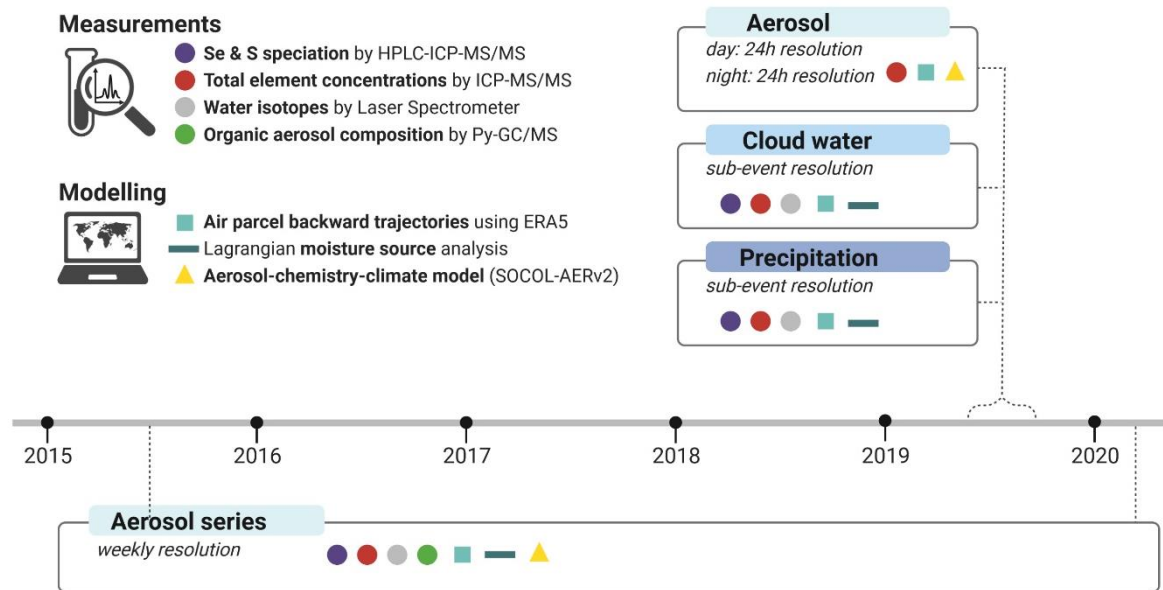 Measurements
Se & S speciation by HPLC-ICP-MS/MS
Total element concentrations by ICP-MS/MS
Water isotopes by Laser Spectrometer
Organic aerosol composition by Py-GC/MS
Modelling
Air parcel backward trajectories using ERA5
Lagrangian moisture source analysis
Aerosol-chemistry-climate model (SOCOL-AERv2)
Aerosol
day: 24h resolution
night: 24h resolution
Cloud water
sub-event resolution
Precipitation
sub-event resolution
2015 2016 2017 2018 2019 2020
Aerosol series
weekly resolution